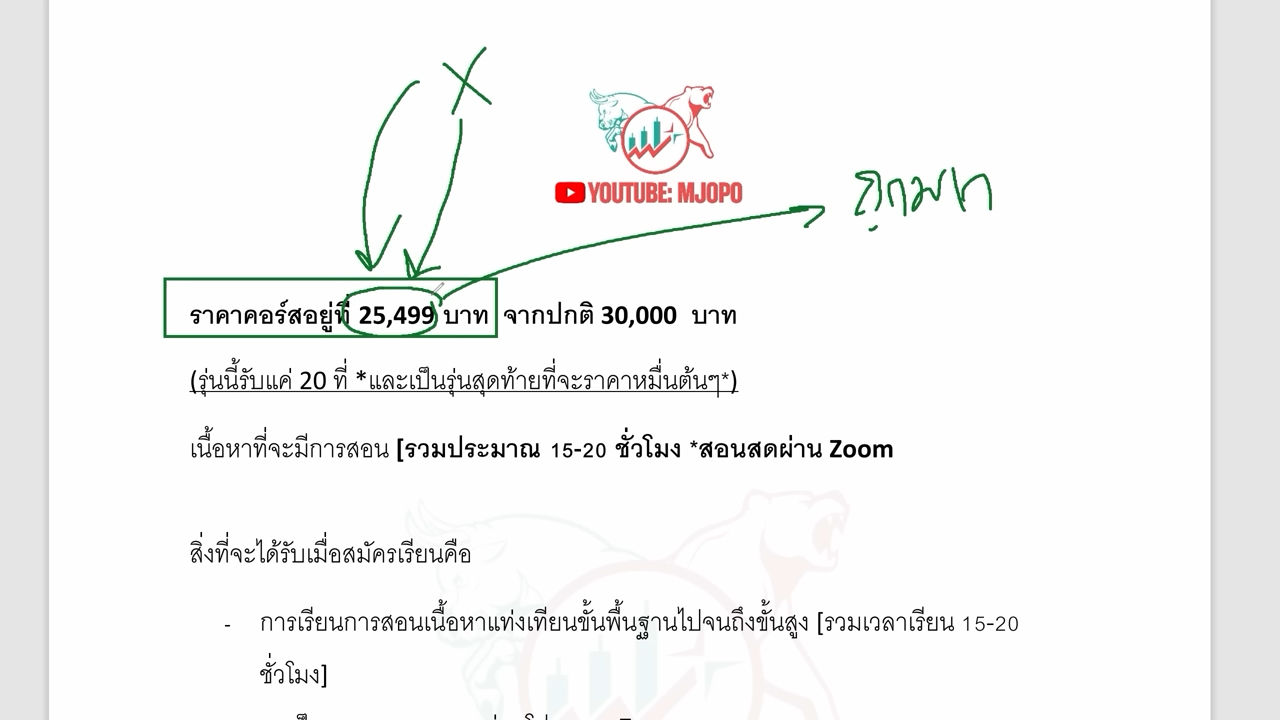 X
YOUTUBE: MJOPO
ถูกมาก
ราคาคอร์สอยู่ที่ 25,499 บาท จากปกติ 30,000 บาท
(รุ่นนี้รับแค่ 20 ที่ *และเป็นรุ่นสุดท้ายที่จะราคาหมื่นต้นๆ*)
เนื้อหาที่จะมีการสอน [รวมประมาณ 15-20 ชั่วโมง *สอนสดผ่าน Zoom
สิ่งที่จะได้รับเมื่อสมัครเรียนคือ
- การเรียนการสอนเนื้อหาแท่งเทียนขั้นพื้นฐานไปจนถึงขั้นสูง [รวมเวลาเรียน 15-20
ชั่วโมง]